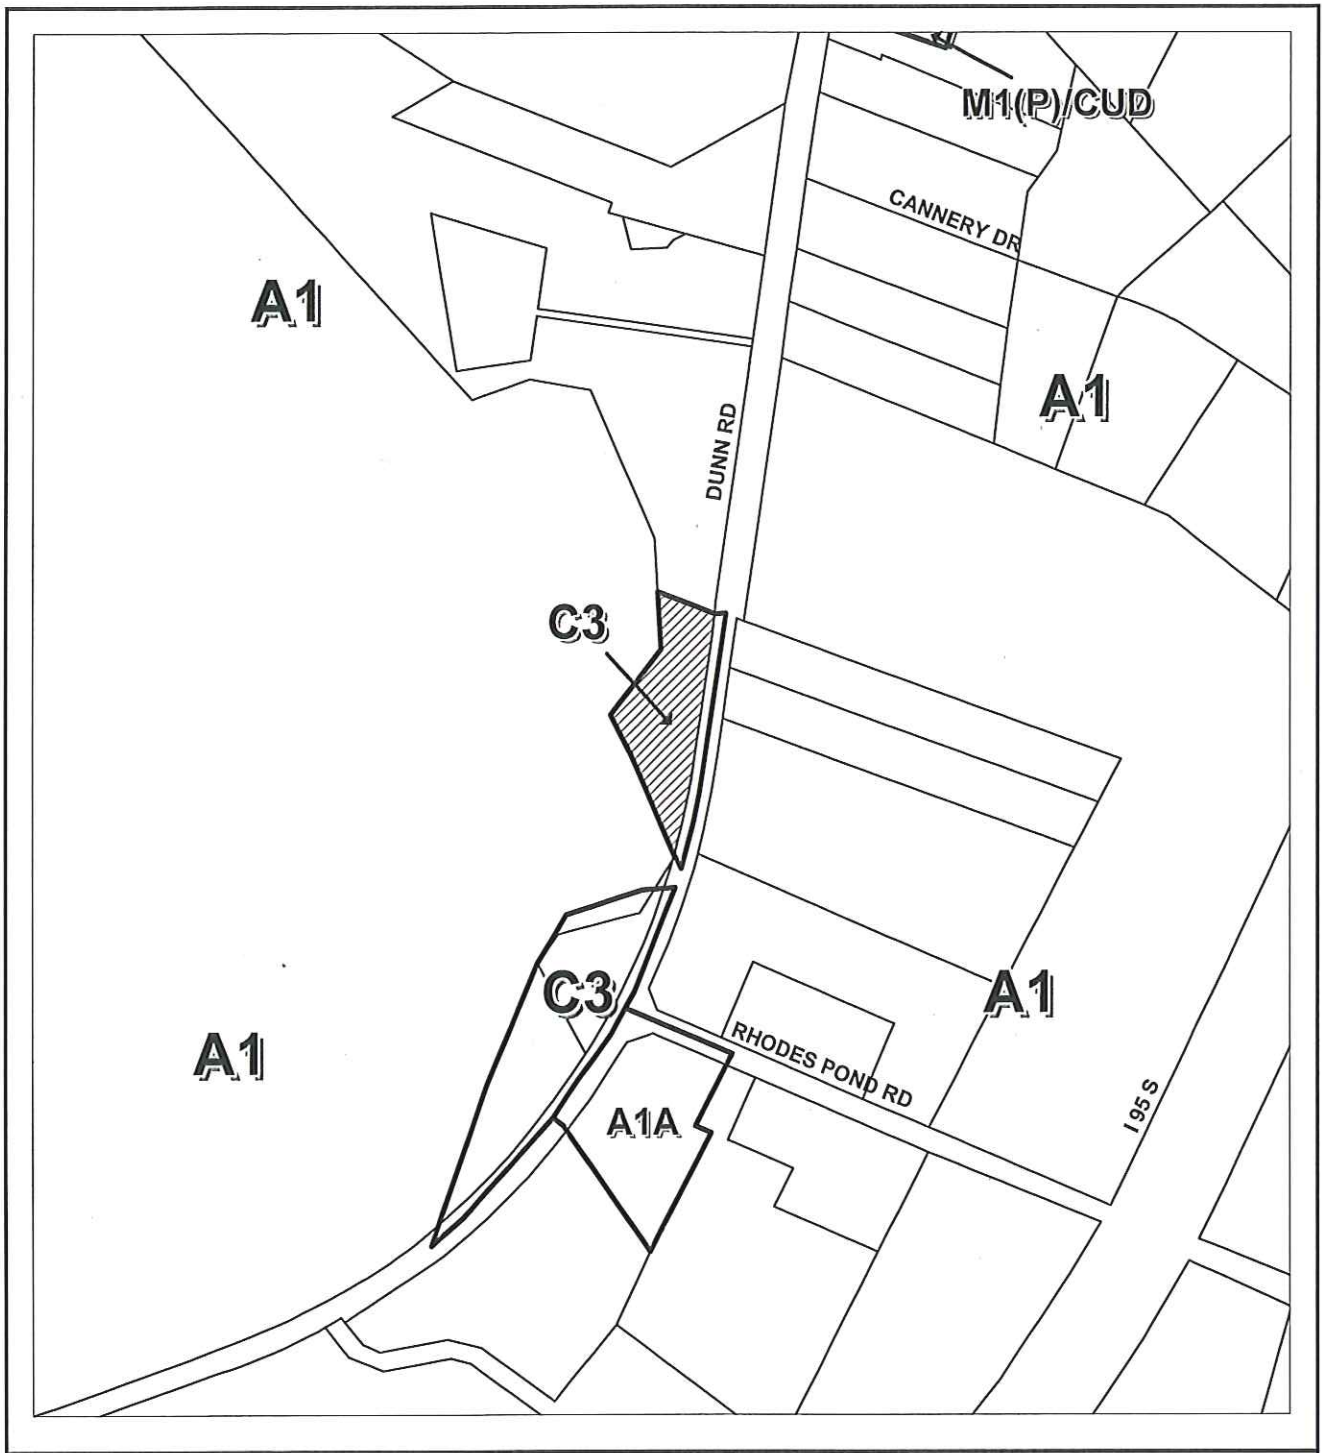 M1(P)/CUD
CANNERY DR
A1
A1
DUNN RD
C3
C3
A1
RHODES POND RD
A1
I 95 S
A1A